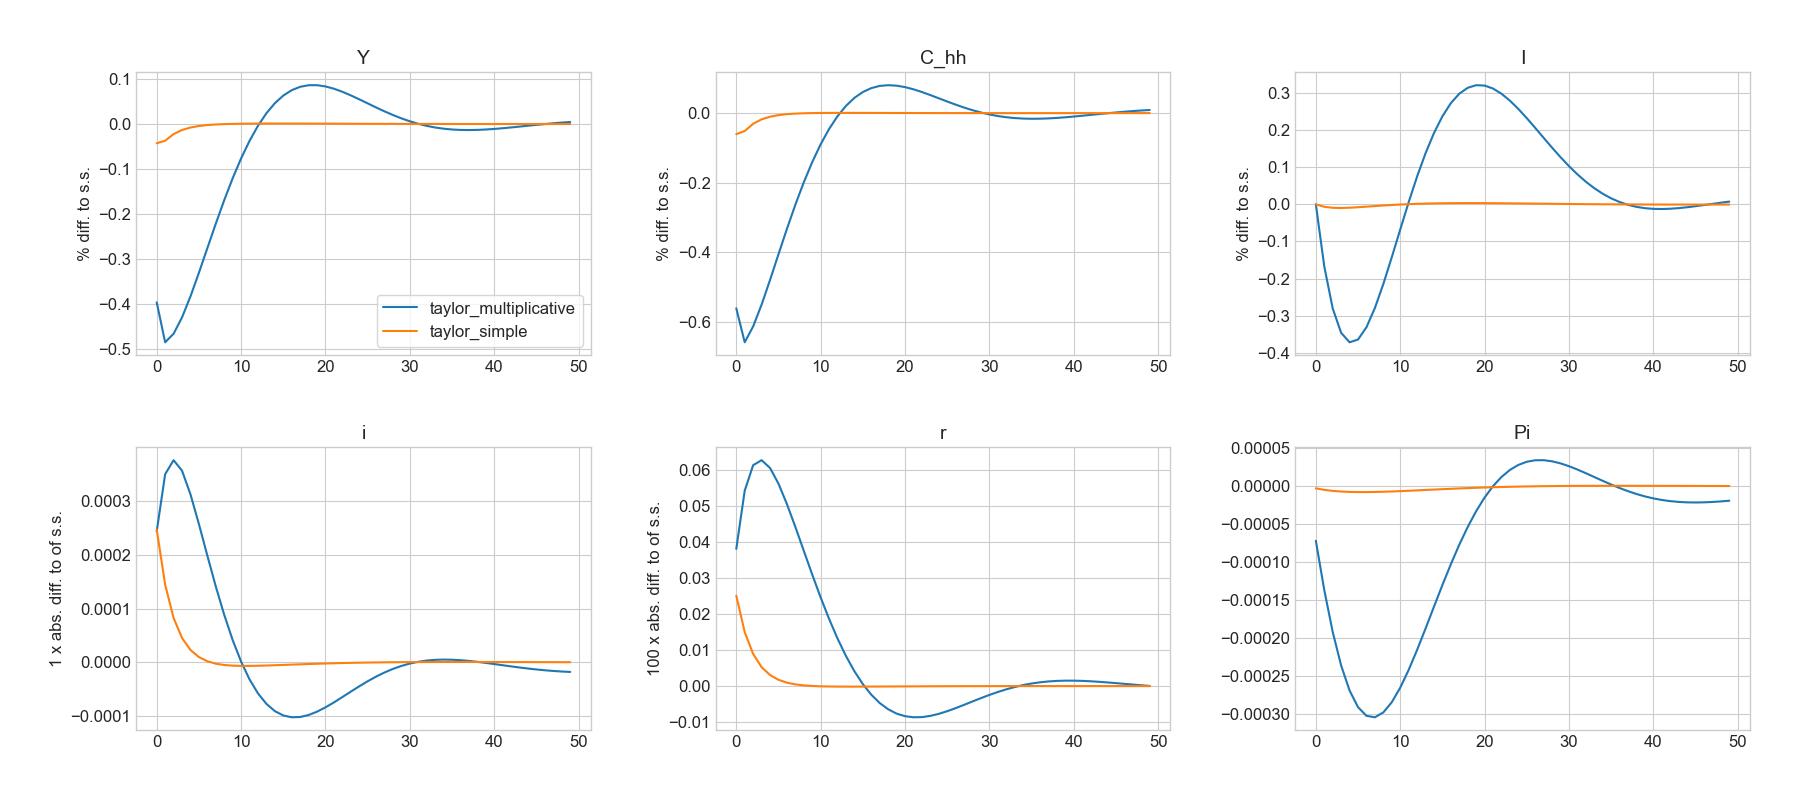 Y
0.1
0.0
−0.1
−0.2
−0.3
−0.4
−0.5
% diff. to s.s.
taylor_multiplicative
taylor_simple
0 10 20 30 40 50
C_hh
0.0
−0.2
−0.4
−0.6
% diff. to s.s.
0 10 20 30 40 50
I
0.3
0.2
0.1
0.0
−0.1
−0.2
−0.3
−0.4
% diff. to s.s.
0 10 20 30 40 50
i
0.0003
0.0002
0.0001
0.0000
−0.0001
1 x abs. diff. to of s.s.
0 10 20 30 40 50
r
0.06
0.05
0.04
0.03
0.02
0.01
0.00
−0.01
100 x abs. diff. to of s.s.
0 10 20 30 40 50
Pi
0.00005
0.00000
−0.00005
−0.00010
−0.00015
−0.00020
−0.00025
−0.00030
0 10 20 30 40 50